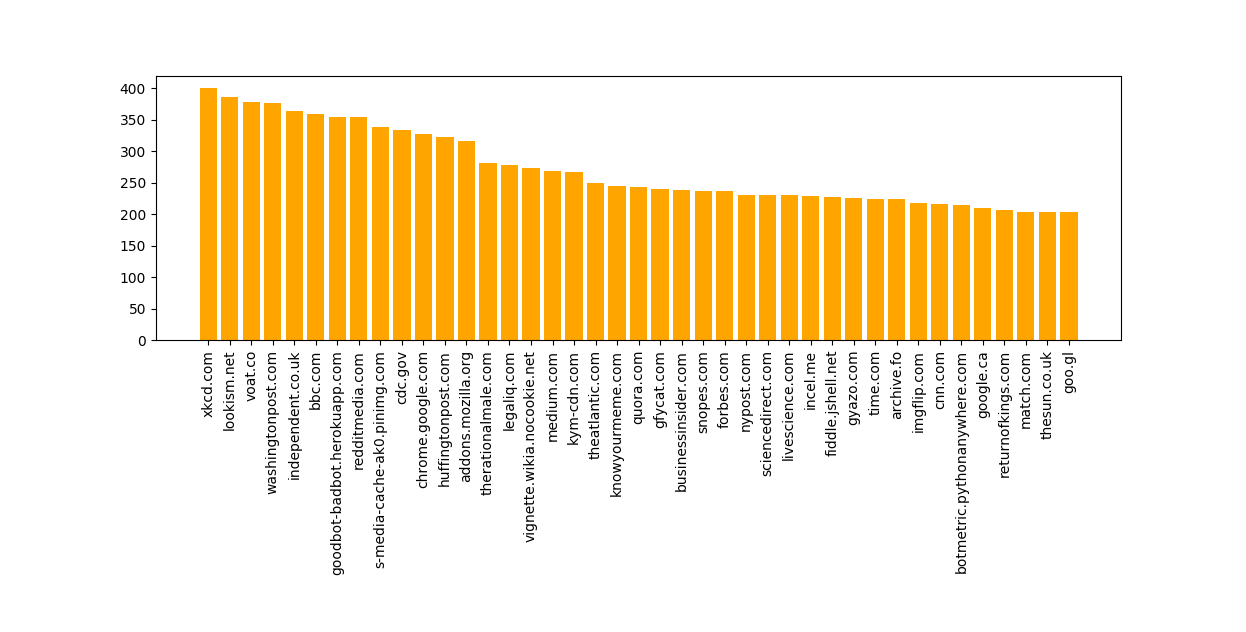 400
350
300
250
200
150
100
50
0
xkcd.com
lookism.net
voat.co
washingtonpost.com
independent.co.uk
bbc.com
goodbot-badbot.herokuapp.com
redditmedia.com
s-media-cache-ak0.pinimg.com
cdc.gov
chrome.google.com
huffingtonpost.com
addons.mozilla.org
therationalmale.com
legaliq.com
vignette.wikia.nocookie.net
medium.com
kym-cdn.com
theatlantic.com
knowyourmeme.com
quora.com
gfycat.com
businessinsider.com
snopes.com
forbes.com
nypost.com
sciencedirect.com
livescience.com
incel.me
fiddle.jshell.net
gyazo.com
time.com
archive.fo
imgflip.com
cnn.com
botmetric.pythonanywhere.com
google.ca
returnofkings.com
match.com
thesun.co.uk
goo.gl